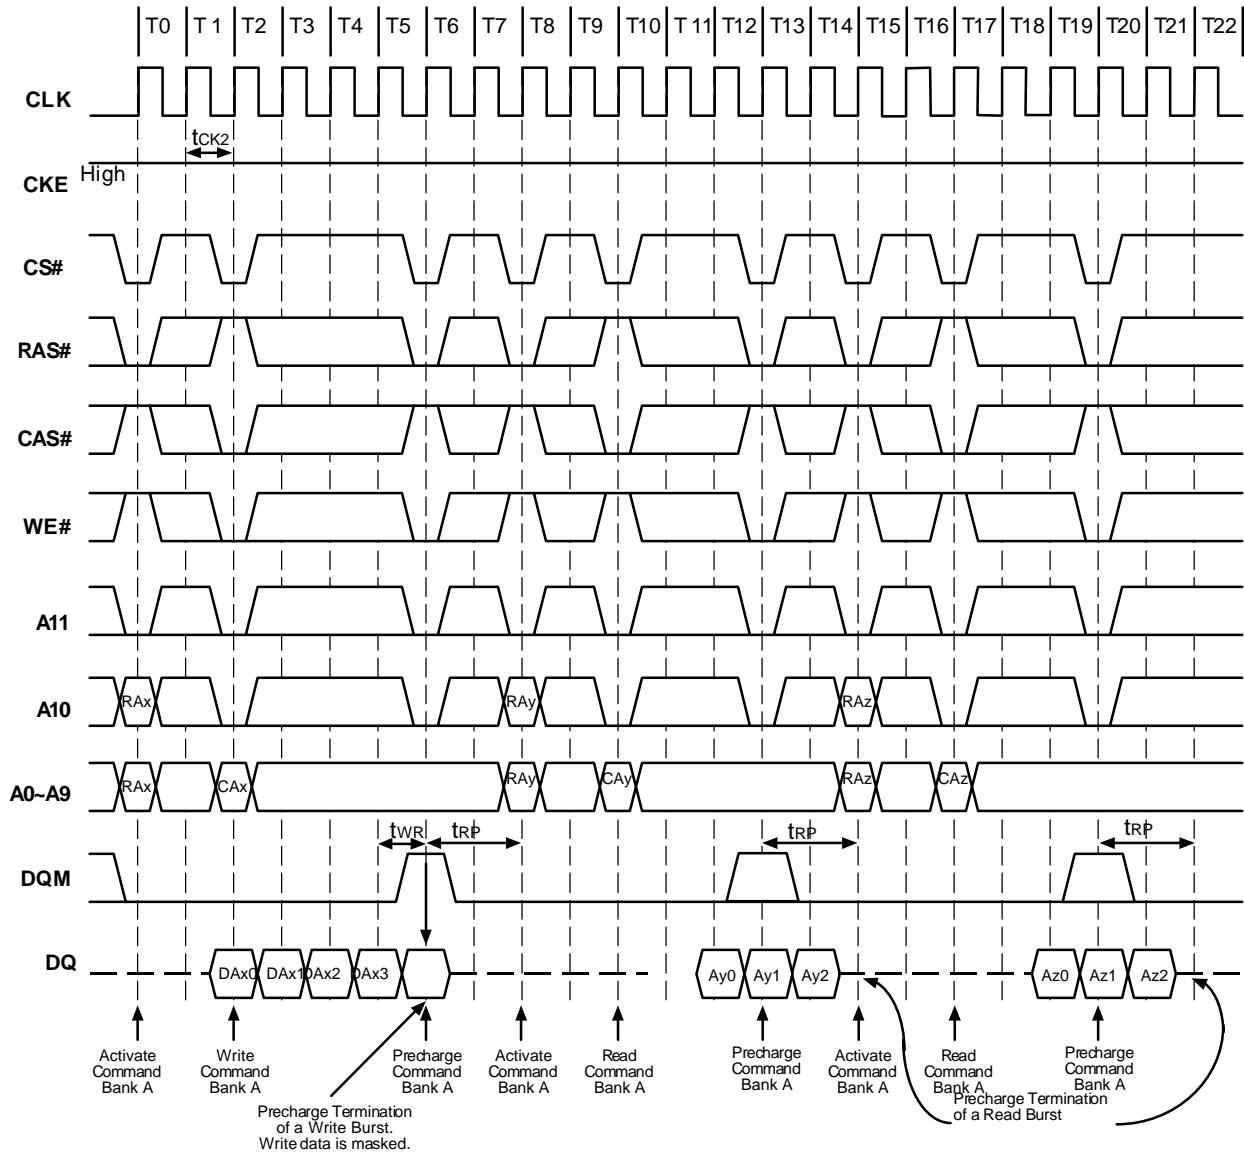 T0 T1 T2 T3 T4 T5 T6 T7 T8 T9 T10 T11 T12 T13 T14 T15 T16 T17 T18 T19 T20 T21 T22
CLK
tCK2
High
CKE
CS#
RAS#
CAS#
WE#
A11
A10 RAx RAy RAz
A0~A9 RAx CAx RAy CAy RAz CAz
tWR tRP tRP tRP
DQM
DQ DAx0 DAx1 DAx2 DAx3 Ay0 Ay1 Ay2 Az0 Az1 Az2
Activate
Command
Bank A
Write
Command
Bank A
Precharge
Command
Bank A
Activate
Command
Bank A
Read
Command
Bank A
Precharge
Command
Bank A
Activate
Command
Bank A
Read
Command
Bank A
Precharge
Command
Bank A
Precharge Termination
of a Write Burst.
Write data is masked.
Precharge Termination
of a Read Burst